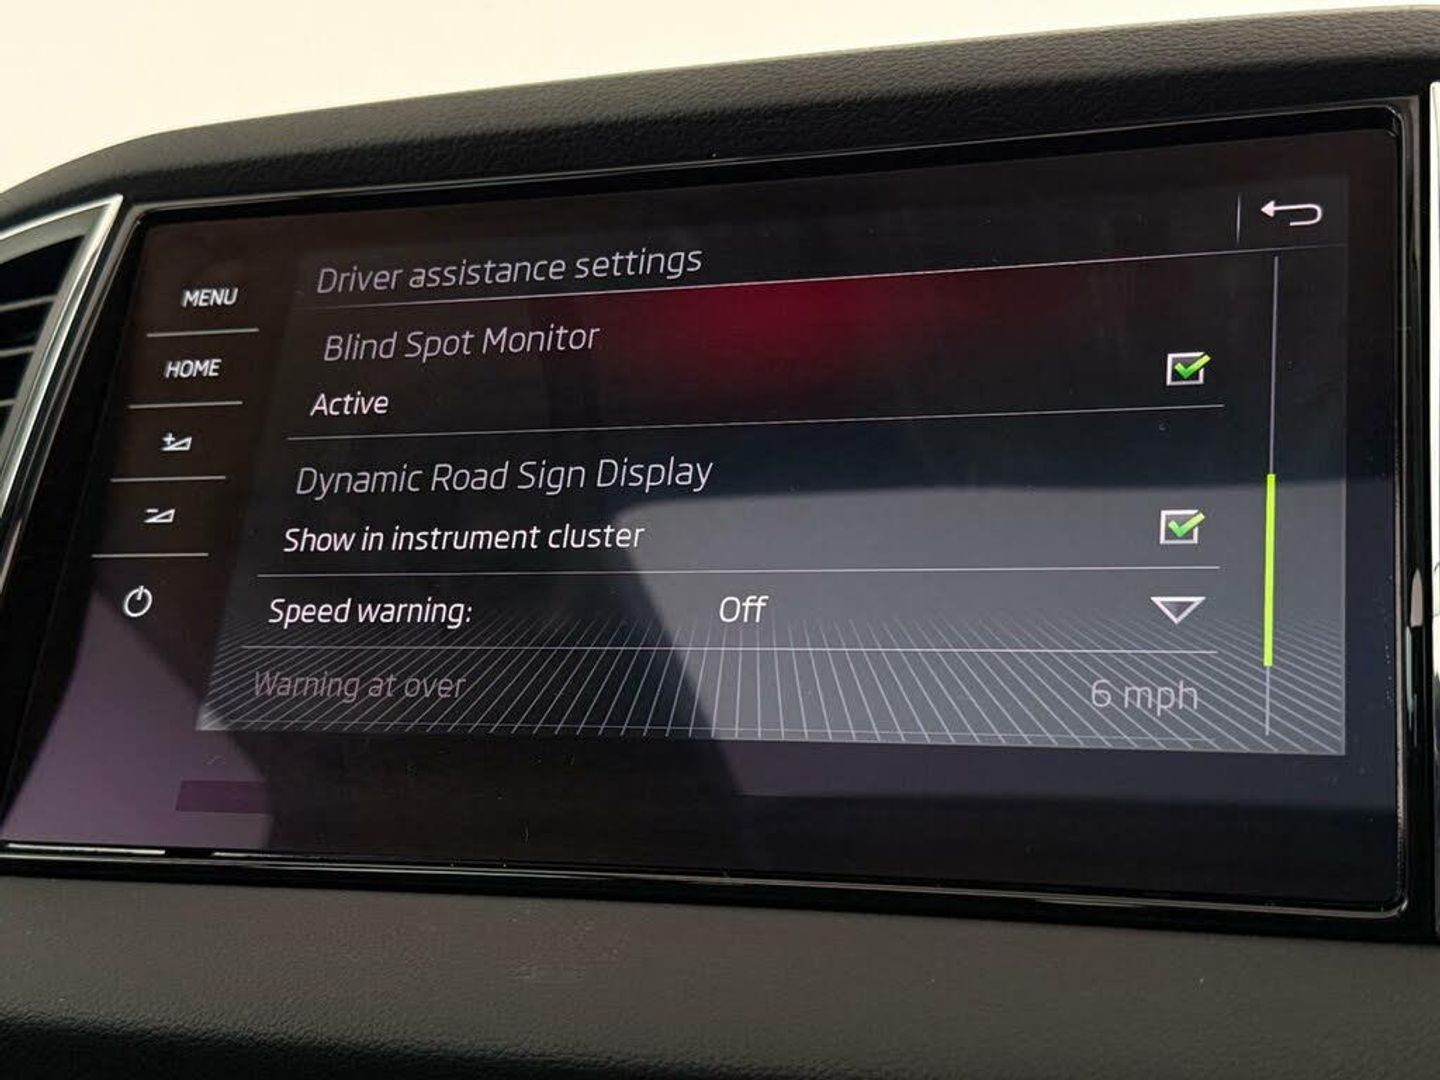 Driver assistance settings
MENU
Blind Spot Monitor
HOME
Active
Dynamic Road Sign Display
Show in instrument cluster
Speed warning: Off
Warning at over 6 mph